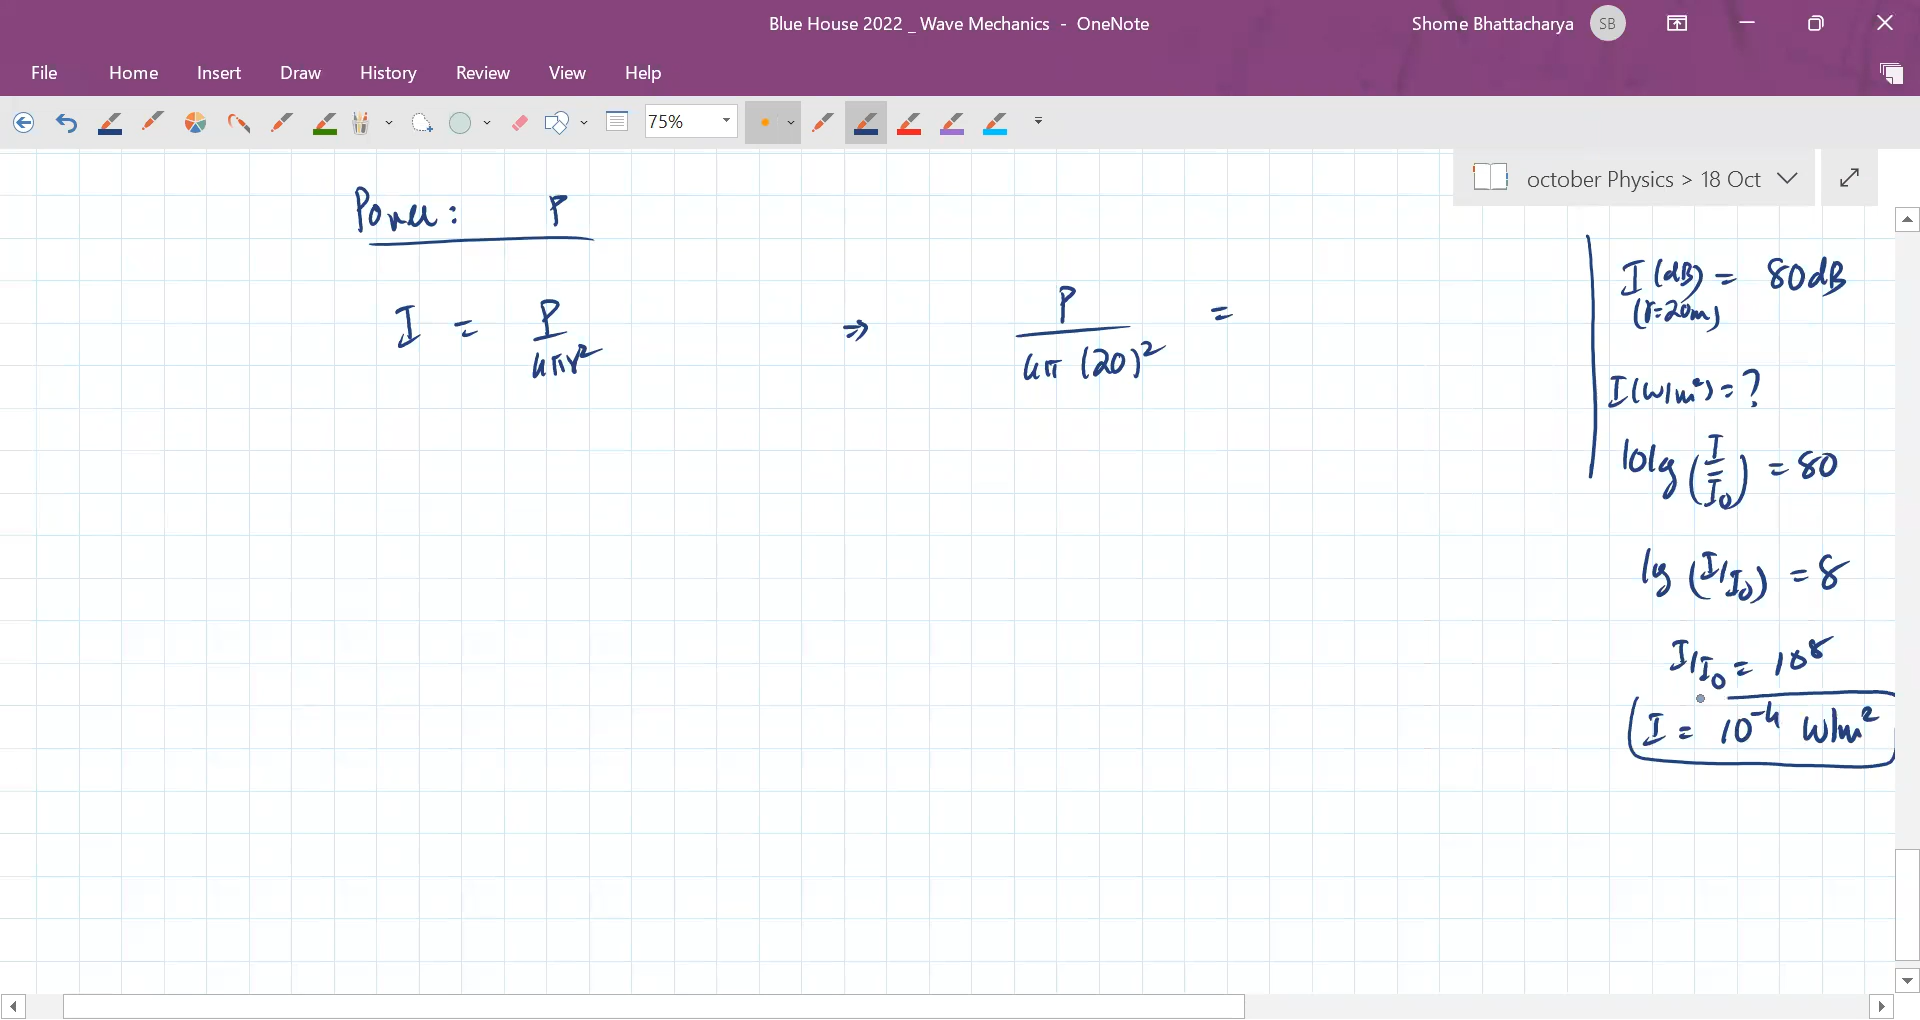 Blue House 2022 _ Wave Mechanics - OneNote
Shome Bhattacharya SB
File Home Insert Draw History Review View Help
75%
october Physics > 18 Oct
Power: P
I = P/4πr² ⇒ P/4π (20)² =
I (dB) = 80dB
(r=20m)
I(W/m²) = ?
10lg (I/I₀) = 80
lg (I/I₀) = 8
I/I₀ = 10⁸
I = 10⁻⁴ W/m²